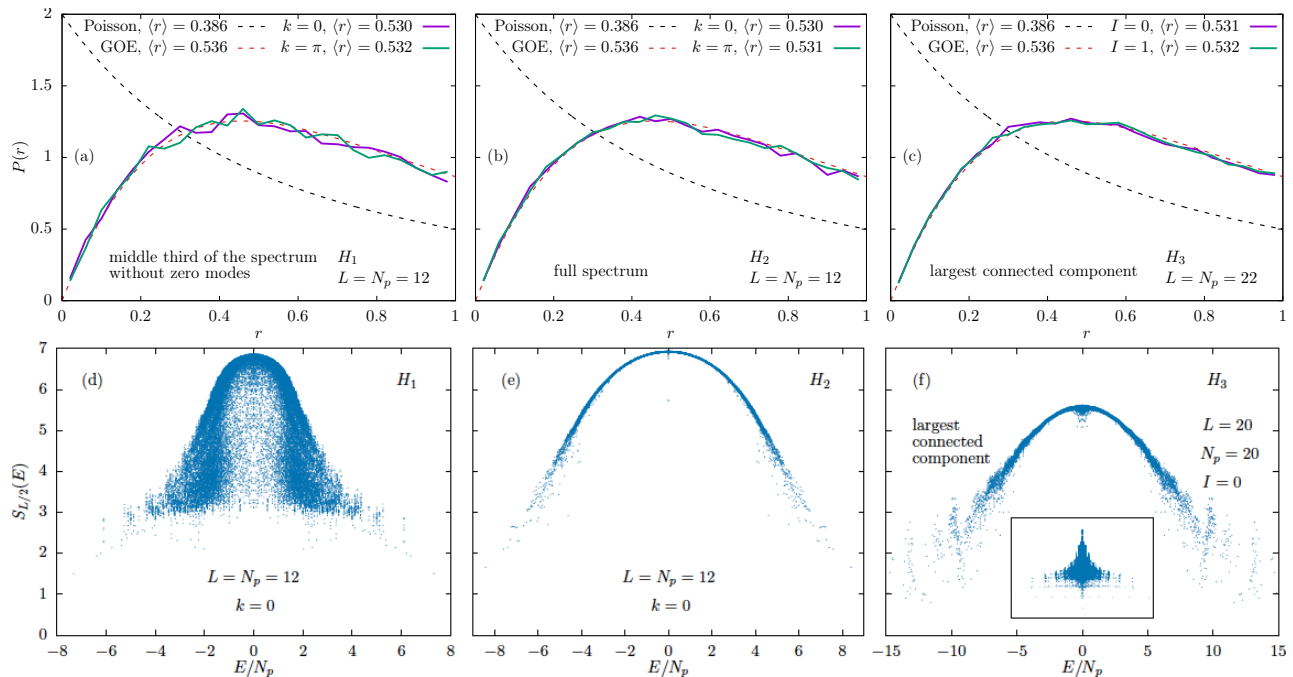 Poisson, ⟨r⟩ = 0.386
k = 0, ⟨r⟩ = 0.530
GOE, ⟨r⟩ = 0.536
k = π, ⟨r⟩ = 0.532
(a)
middle third of the spectrum
without zero modes
H₁
L = Nₚ = 12
P(r)
0
0.5
1
1.5
2
0 0.2 0.4 0.6 0.8 1
r
Poisson, ⟨r⟩ = 0.386
k = 0, ⟨r⟩ = 0.530
GOE, ⟨r⟩ = 0.536
k = π, ⟨r⟩ = 0.531
(b)
full spectrum
H₂
L = Nₚ = 12
0 0.2 0.4 0.6 0.8 1
r
Poisson, ⟨r⟩ = 0.386
I = 0, ⟨r⟩ = 0.531
GOE, ⟨r⟩ = 0.536
I = 1, ⟨r⟩ = 0.532
(c)
largest connected component
H₃
L = Nₚ = 22
0 0.2 0.4 0.6 0.8 1
r
(d)
H₁
L = Nₚ = 12
k = 0
S_{L/2}(E)
0
1
2
3
4
5
6
7
−8 −6 −4 −2 0 2 4 6 8
E/Nₚ
(e)
H₂
L = Nₚ = 12
k = 0
−8 −6 −4 −2 0 2 4 6 8
E/Nₚ
(f)
H₃
largest
connected
component
L = 20
Nₚ = 20
I = 0
−15 −10 −5 0 5 10 15
E/Nₚ